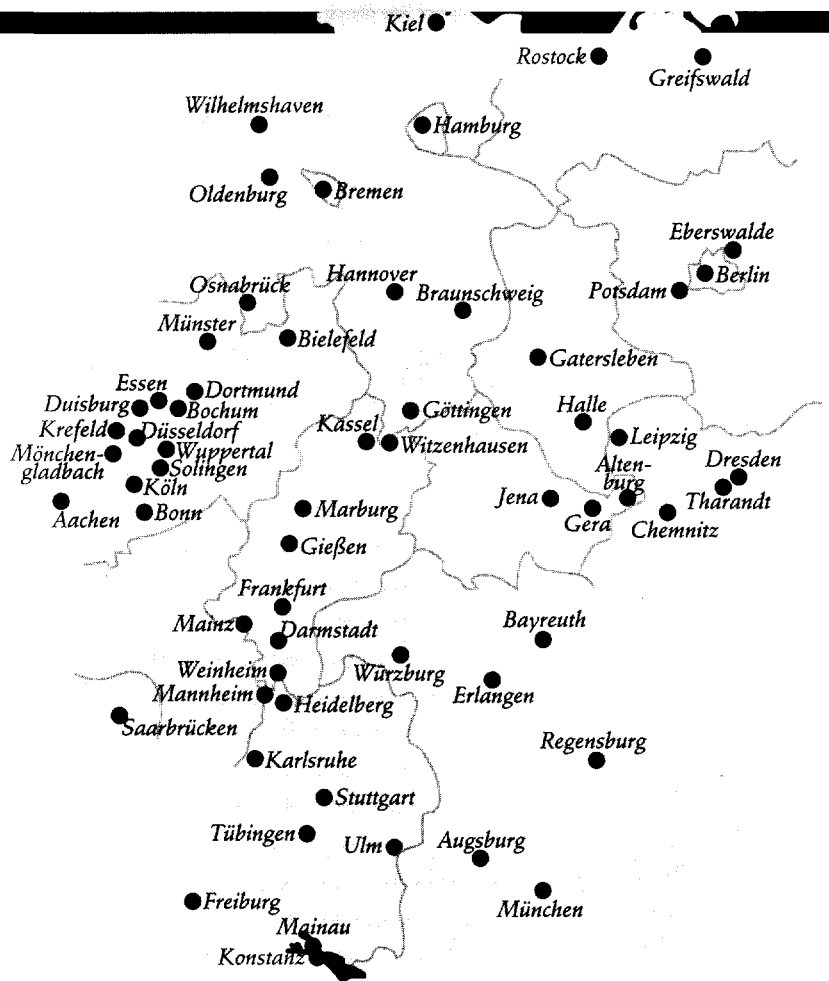 Kiel
Rostock
Greifswald
Wilhelmshaven
Hamburg
Oldenburg
Bremen
Eberswalde
Berlin
Potsdam
Hannover
Osnabrück
Braunschweig
Münster
Bielefeld
Gatersleben
Essen
Dortmund
Duisburg
Bochum
Göttingen
Halle
Krefeld
Düsseldorf
Kassel
Witzenhausen
Leipzig
Wuppertal
Mönchen-
gladbach
Solingen
Köln
Alten-
burg
Dresden
Tharandt
Aachen
Bonn
Marburg
Jena
Gera
Chemnitz
Gießen
Frankfurt
Mainz
Darmstadt
Bayreuth
Weinheim
Würzburg
Mannheim
Heidelberg
Erlangen
Saarbrücken
Karlsruhe
Regensburg
Stuttgart
Tübingen
Ulm
Augsburg
Freiburg
München
Mainau
Konstanz